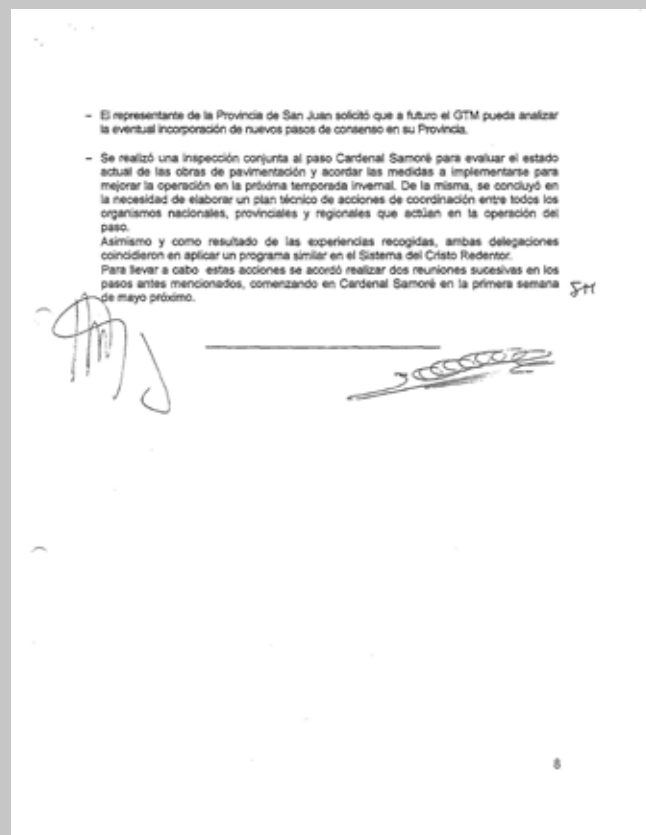 – El representante de la Provincia de San Juan solicitó que a futuro el GTM pueda analizar
la eventual incorporación de nuevos pasos de consenso en su Provincia.
– Se realizó una inspección conjunta al paso Cardenal Samoré para evaluar el estado
actual de las obras de pavimentación y acordar las medidas a implementarse para
mejorar la operación en la próxima temporada invernal. De la misma, se concluyó en
la necesidad de elaborar un plan técnico de acciones de coordinación entre todos los
organismos nacionales, provinciales y regionales que actúan en la operación del
paso.
Asimismo y como resultado de las experiencias recogidas, ambas delegaciones
coincidieron en aplicar un programa similar en el Sistema del Cristo Redentor.
Para llevar a cabo estas acciones se acordó realizar dos reuniones sucesivas en los
pasos antes mencionados, comenzando en Cardenal Samoré en la primera semana
de mayo próximo.
8